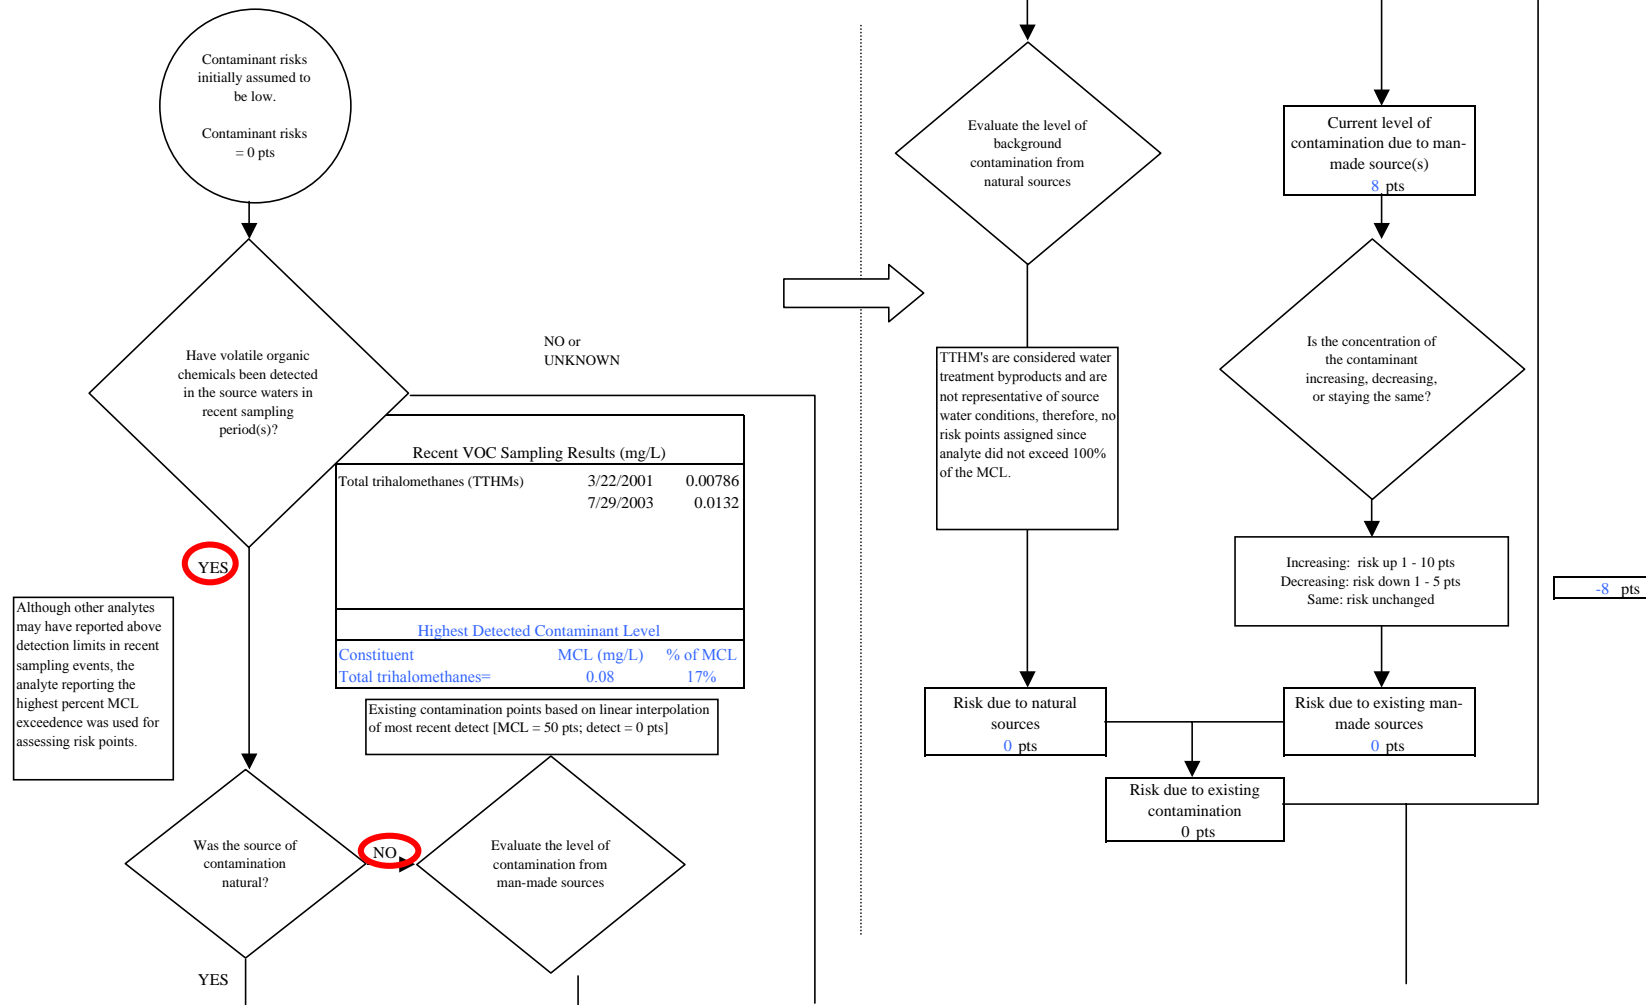 Contaminant risks
initially assumed to
be low.
Contaminant risks
= 0 pts
Have volatile organic
chemicals been detected
in the source waters in
recent sampling
period(s)?
NO or
UNKNOWN
Recent VOC Sampling Results (mg/L)
Total trihalomethanes (TTHMs) 3/22/2001 0.00786
7/29/2003 0.0132
Highest Detected Contaminant Level
Constituent MCL (mg/L) % of MCL
Total trihalomethanes= 0.08 17%
YES
Although other analytes
may have reported above
detection limits in recent
sampling events, the
analyte reporting the
highest percent MCL
exceedence was used for
assessing risk points.
Existing contamination points based on linear interpolation
of most recent detect [MCL = 50 pts; detect = 0 pts]
Was the source of
contamination
natural?
NO
Evaluate the level of
contamination from
man-made sources
YES
Evaluate the level of
background
contamination from
natural sources
TTHM's are considered water
treatment byproducts and are
not representative of source
water conditions, therefore, no
risk points assigned since
analyte did not exceed 100%
of the MCL.
Risk due to natural
sources
0 pts
Current level of
contamination due to man-
made source(s)
8 pts
Is the concentration of
the contaminant
increasing, decreasing,
or staying the same?
Increasing: risk up 1 - 10 pts
Decreasing: risk down 1 - 5 pts
Same: risk unchanged
-8 pts
Risk due to existing man-
made sources
0 pts
Risk due to existing
contamination
0 pts